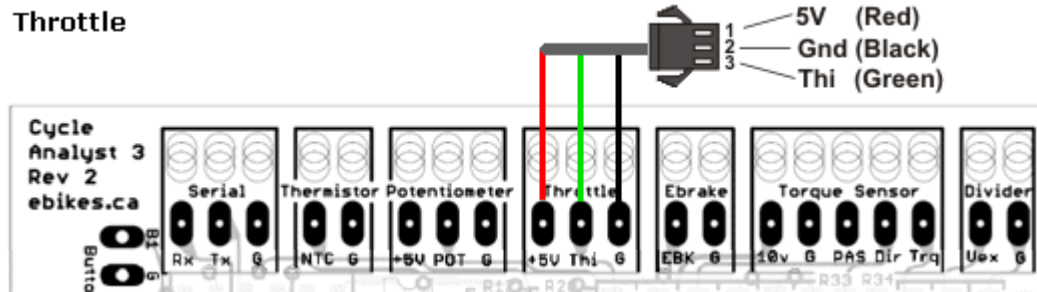 Throttle
1 5V (Red)
2 Gnd (Black)
3 Thi (Green)
Cycle
Analyst 3
Rev 2
ebikes.ca
Serial Thermistor Potentiometer Throttle Ebrake Torque Sensor Divider
Rx Tx G NTC G +5V POT G +5V Thi G EBK G 10v G PAS Dir Trq Vex G
B1
G
R33 R34